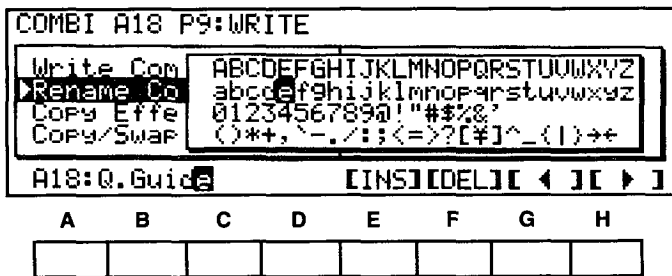 COMBI A18 P9:WRITE
Write Com
Rename Co
Copy Effe
Copy/Swap
ABCDEFGHIJKLMNOPQRSTUVWXYZ
abcdefghijklmnopqrstuvwxyz
0123456789@!"#$%&'
()*+,`-./:;<=>?[¥]^_{|}→←
A18:Q.Guide [INS][DEL][ ◀ ][ ▶ ]
A B C D E F G H